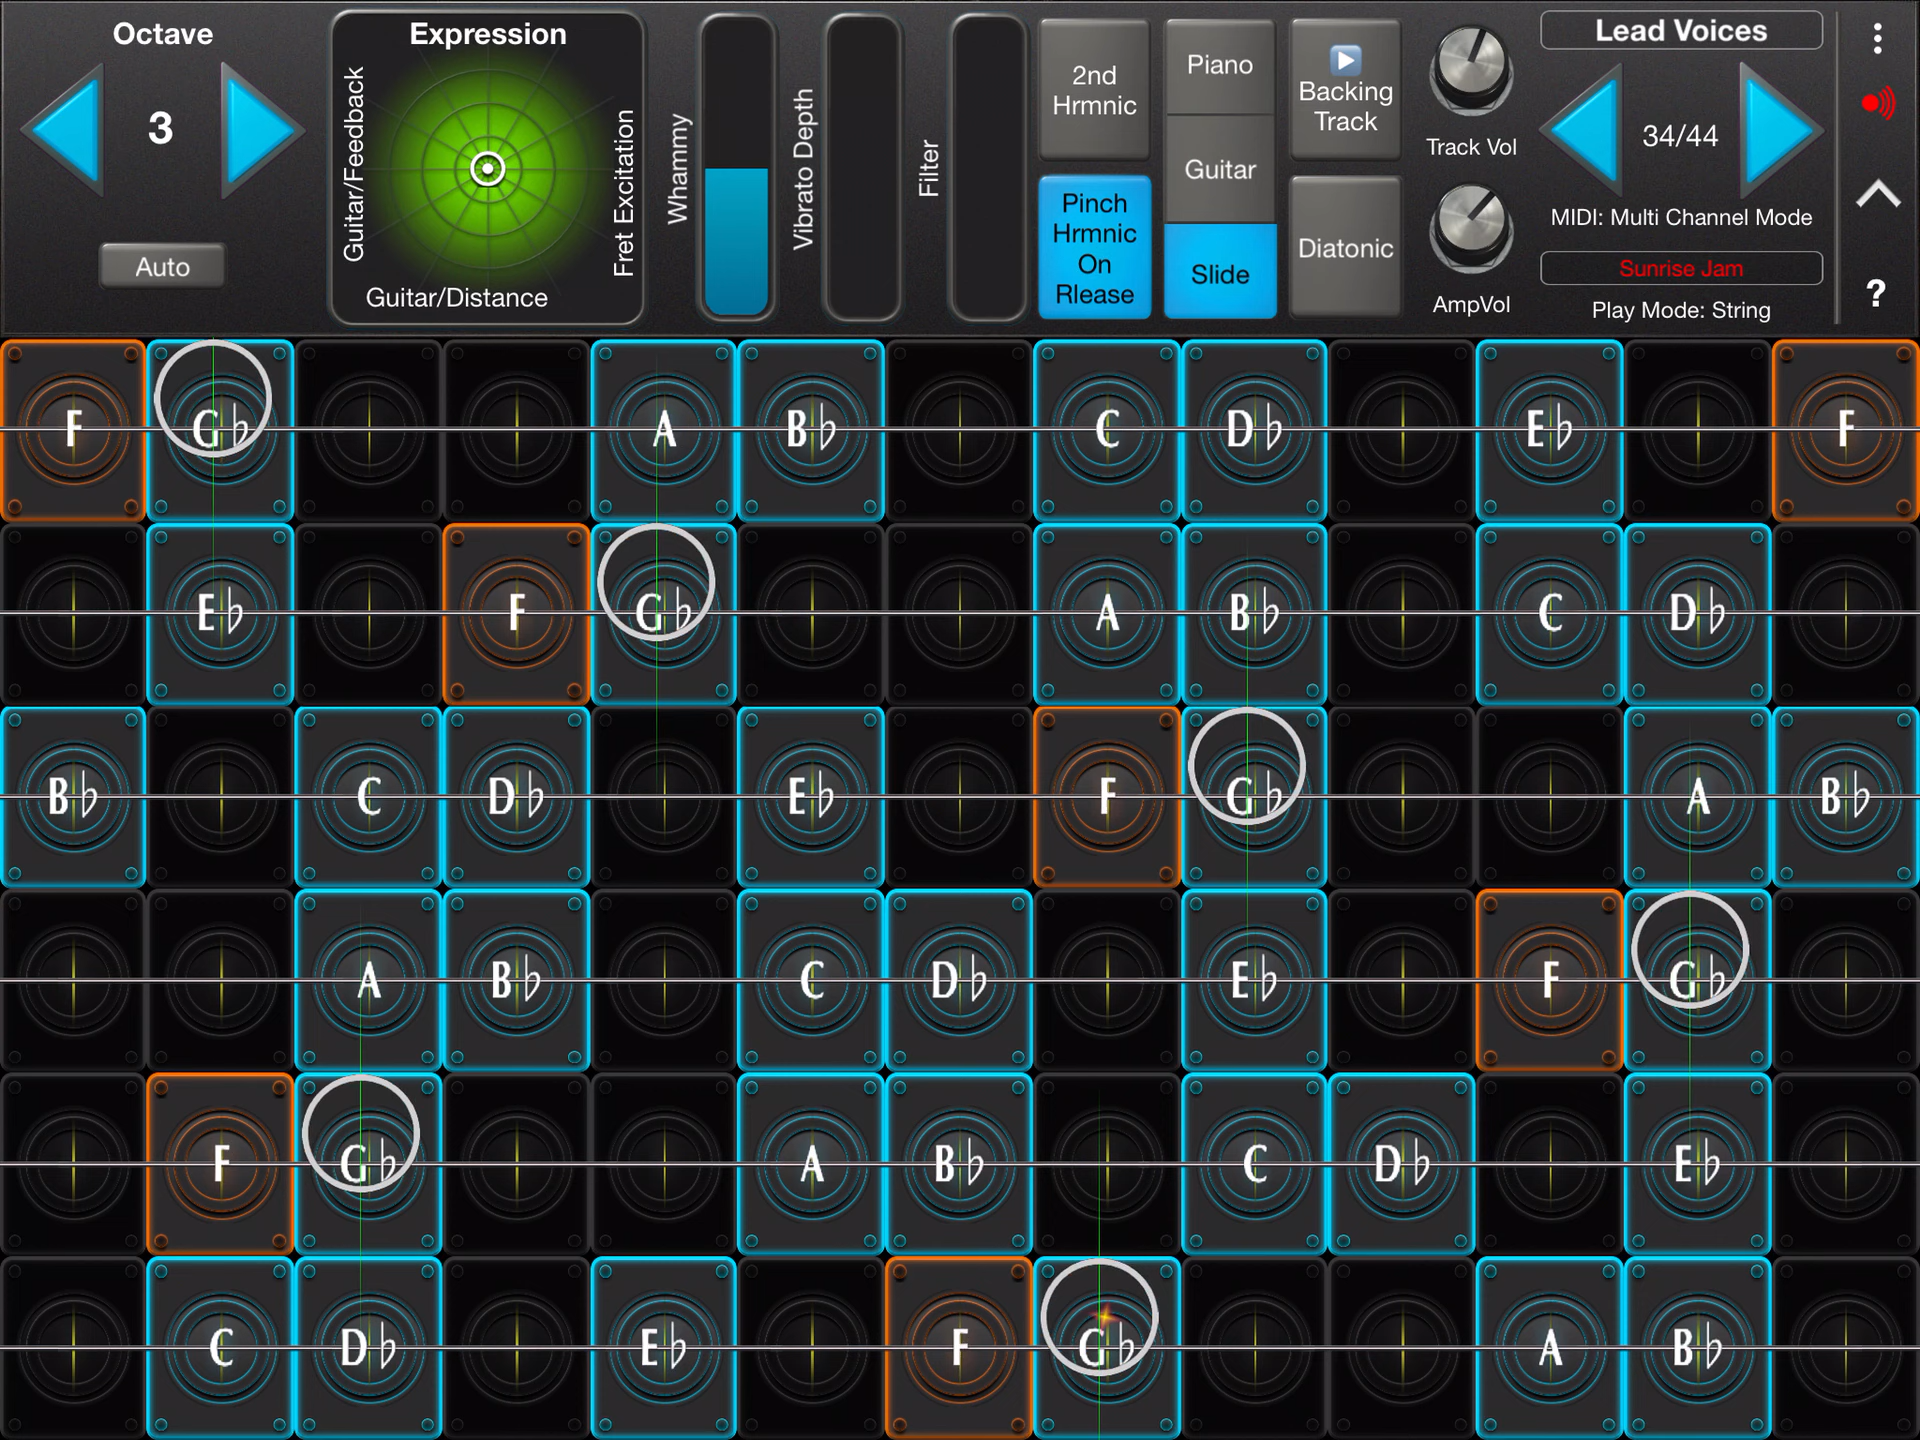 Octave
3
Auto
Expression
Guitar/Feedback
Fret Excitation
Guitar/Distance
Whammy
Vibrato Depth
Filter
2nd
Hrmnic
Pinch
Hrmnic
On
Rlease
Piano
Guitar
Slide
Backing
Track
Diatonic
Track Vol
AmpVol
Lead Voices
34/44
MIDI: Multi Channel Mode
Sunrise Jam
Play Mode: String
?
F G♭ A B♭ C D♭ E♭ F
E♭ F G♭ A B♭ C D♭
B♭ C D♭ E♭ F G♭ A B♭
A B♭ C D♭ E♭ F G♭
F G♭ A B♭ C D♭ E♭
C D♭ E♭ F G♭ A B♭